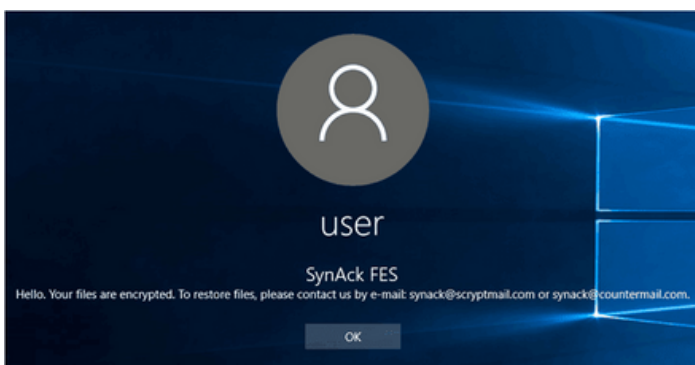 user
SynAck FES
Hello. Your files are encrypted. To restore files, please contact us by e-mail: synack@scryptmail.com or synack@countermail.com.
OK